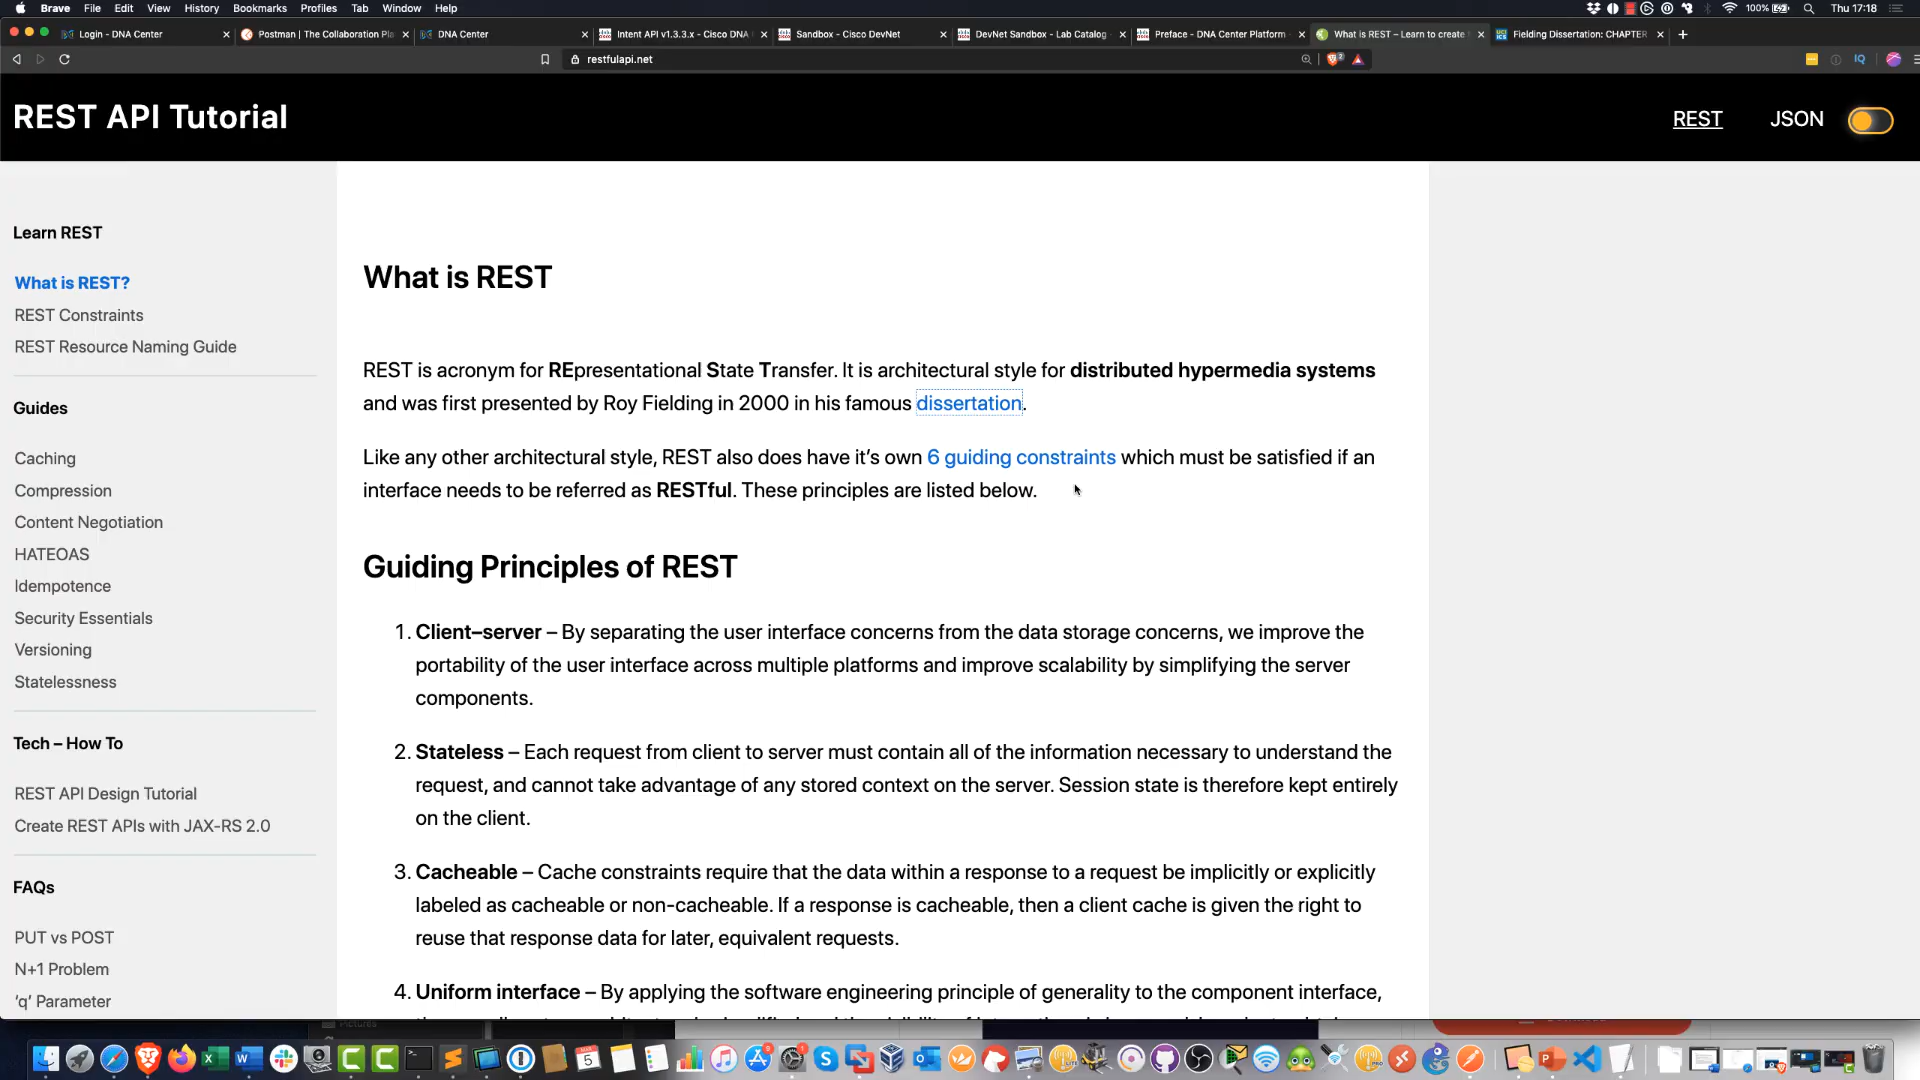 Brave File Edit View History Bookmarks Profiles Tab Window Help
100% Thu 17:18
Login - DNA Center
Postman | The Collaboration Pla
DNA Center
Intent API v1.3.3.x - Cisco DNA
Sandbox - Cisco DevNet
DevNet Sandbox - Lab Catalog
Preface - DNA Center Platform
What is REST – Learn to create
Fielding Dissertation: CHAPTER
restfulapi.net
REST API Tutorial
REST
JSON
Learn REST
What is REST?
REST Constraints
REST Resource Naming Guide
Guides
Caching
Compression
Content Negotiation
HATEOAS
Idempotence
Security Essentials
Versioning
Statelessness
Tech – How To
REST API Design Tutorial
Create REST APIs with JAX-RS 2.0
FAQs
PUT vs POST
N+1 Problem
‘q’ Parameter
What is REST
REST is acronym for REpresentational State Transfer. It is architectural style for distributed hypermedia systems
and was first presented by Roy Fielding in 2000 in his famous dissertation.
Like any other architectural style, REST also does have it’s own 6 guiding constraints which must be satisfied if an
interface needs to be referred as RESTful. These principles are listed below.
Guiding Principles of REST
1. Client–server – By separating the user interface concerns from the data storage concerns, we improve the
portability of the user interface across multiple platforms and improve scalability by simplifying the server
components.
2. Stateless – Each request from client to server must contain all of the information necessary to understand the
request, and cannot take advantage of any stored context on the server. Session state is therefore kept entirely
on the client.
3. Cacheable – Cache constraints require that the data within a response to a request be implicitly or explicitly
labeled as cacheable or non-cacheable. If a response is cacheable, then a client cache is given the right to
reuse that response data for later, equivalent requests.
4. Uniform interface – By applying the software engineering principle of generality to the component interface,
Pictures